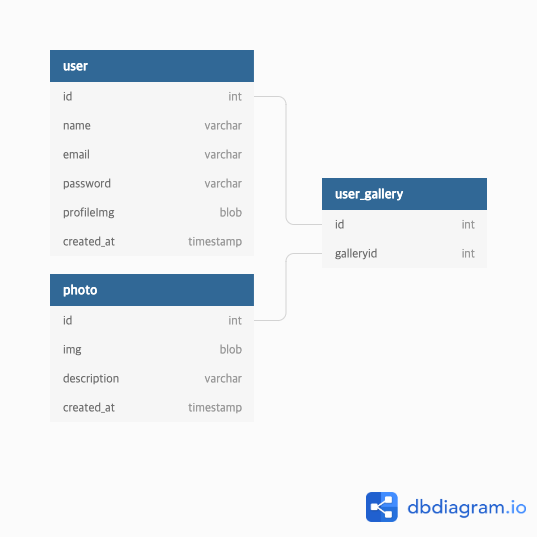 user
id int
name varchar
email varchar
password varchar
profileImg blob
created_at timestamp
photo
id int
img blob
description varchar
created_at timestamp
user_gallery
id int
galleryid int
dbdiagram.io